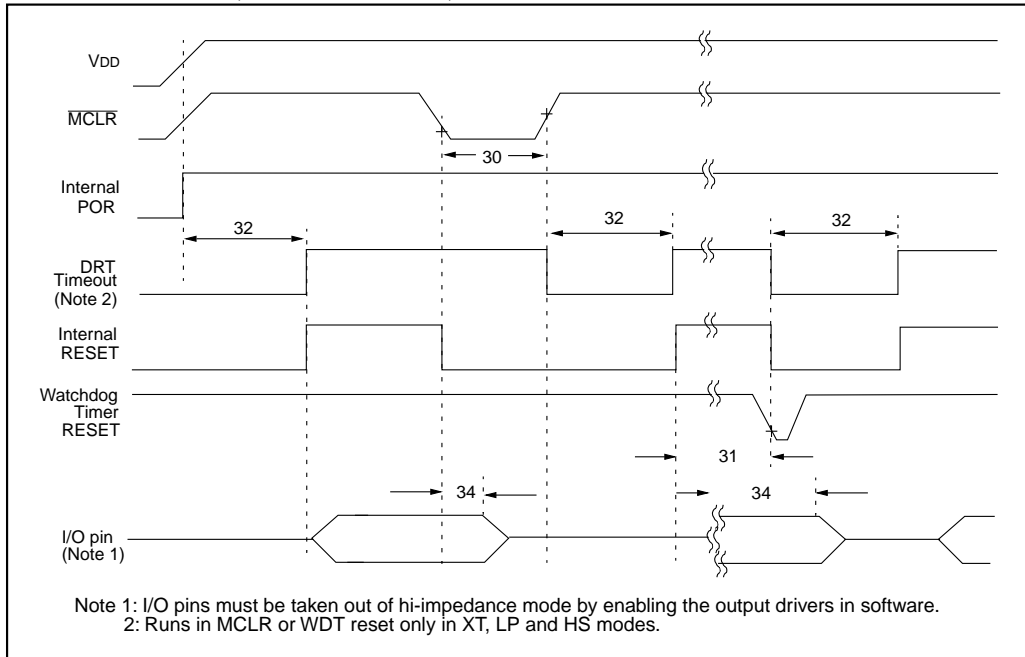 VDD
MCLR
30
Internal
POR
32
32
32
DRT
Timeout
(Note 2)
Internal
RESET
Watchdog
Timer
RESET
31
34
34
I/O pin
(Note 1)
Note 1: I/O pins must be taken out of hi-impedance mode by enabling the output drivers in software.
2: Runs in MCLR or WDT reset only in XT, LP and HS modes.